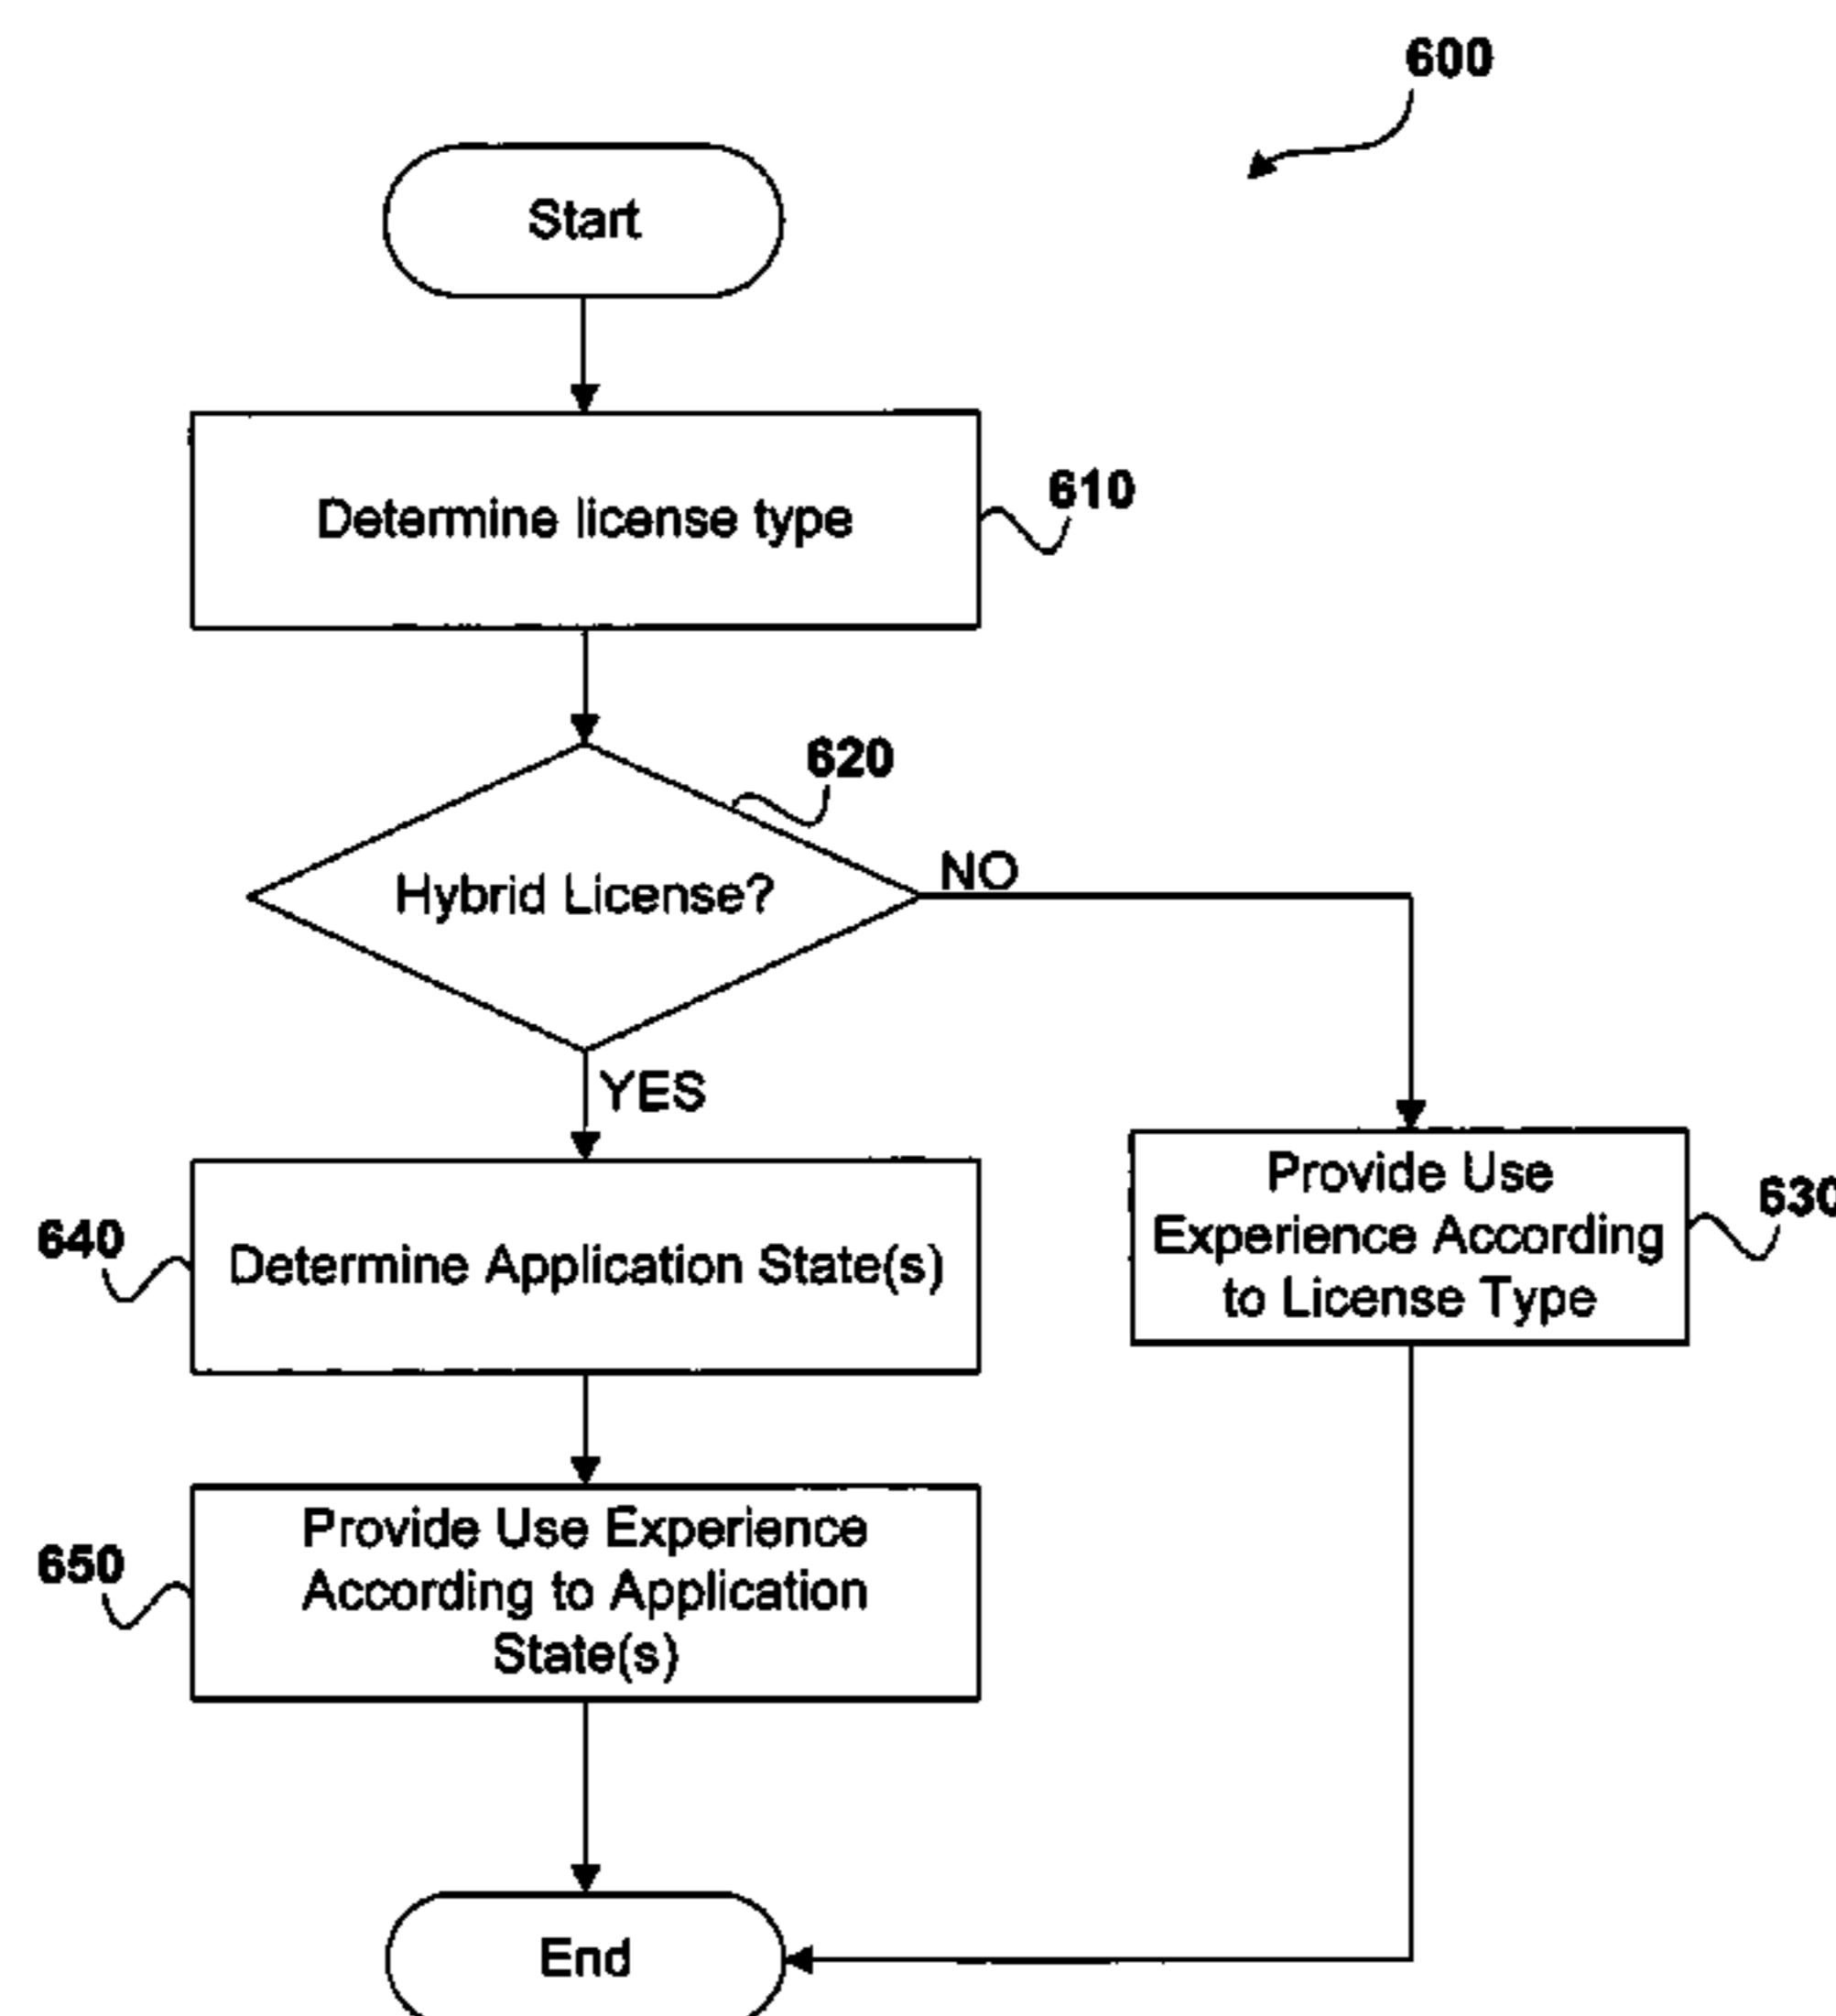 600
Start
Determine license type
610
620
Hybrid License?
NO
YES
Provide Use
Experience According
to License Type
630
640
Determine Application State(s)
650
Provide Use Experience
According to Application
State(s)
End